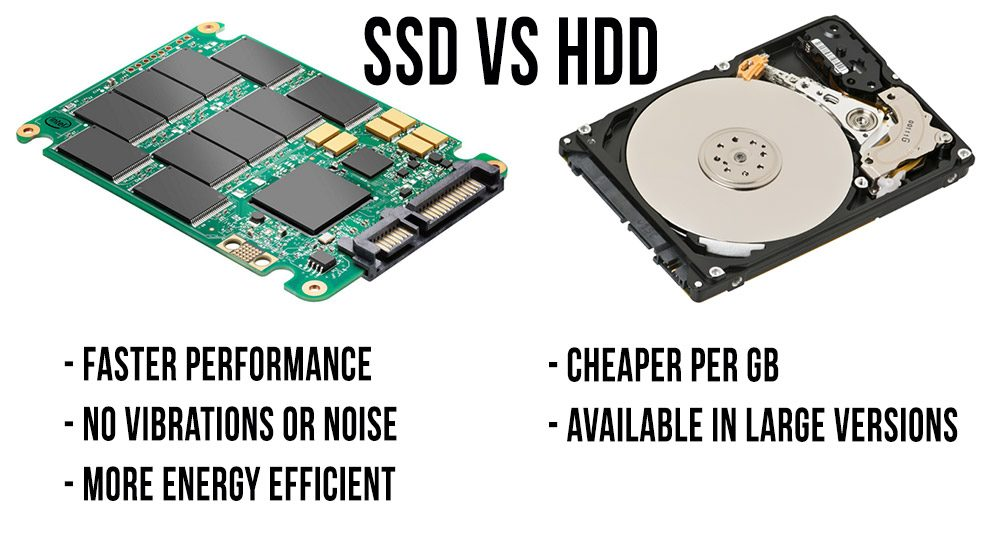 SSD VS HDD
intel
- FASTER PERFORMANCE
- NO VIBRATIONS OR NOISE
- MORE ENERGY EFFICIENT
- CHEAPER PER GB
- AVAILABLE IN LARGE VERSIONS